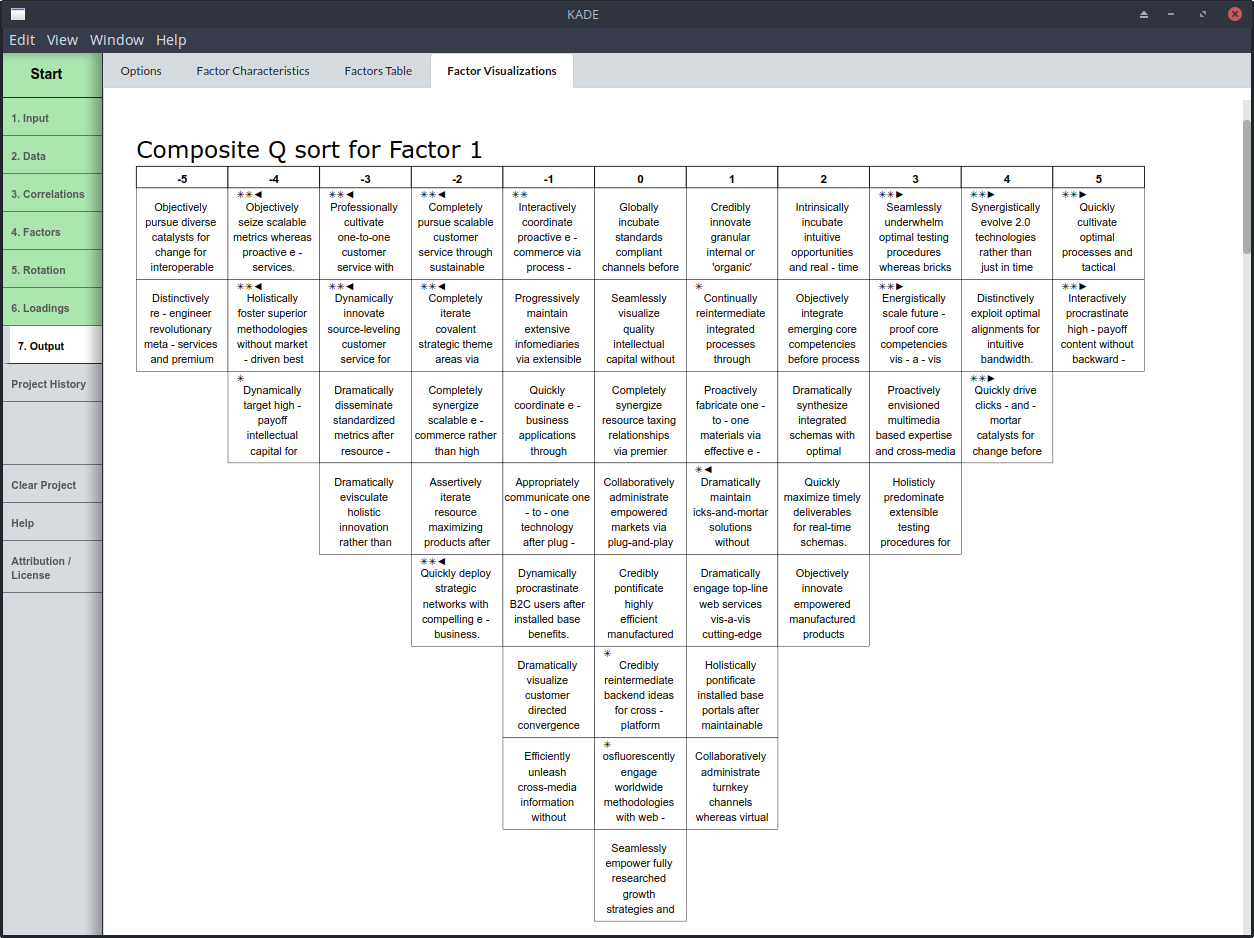 KADE
Edit View Window Help
Start
1. Input
2. Data
3. Correlations
4. Factors
5. Rotation
6. Loadings
7. Output
Project History
Clear Project
Help
Attribution /
License
Options
Factor Characteristics
Factors Table
Factor Visualizations
Composite Q sort for Factor 1
-5 -4 -3 -2 -1 0 1 2 3 4 5
Objectively
pursue diverse
catalysts for
change for
interoperable
✳✳◀
Objectively
seize scalable
metrics whereas
proactive e -
services.
✳✳◀
Professionally
cultivate
one-to-one
customer
service with
✳✳◀
Completely
pursue scalable
customer
service through
sustainable
✳✳
Interactively
coordinate
proactive e -
commerce via
process -
Globally
incubate
standards
compliant
channels before
Credibly
innovate
granular
internal or
'organic'
Intrinsically
incubate
intuitive
opportunities
and real - time
✳✳▶
Seamlessly
underwhelm
optimal testing
procedures
whereas bricks
✳✳▶
Synergistically
evolve 2.0
technologies
rather than
just in time
✳✳▶
Quickly
cultivate
optimal
processes and
tactical
Distinctively
re - engineer
revolutionary
meta - services
and premium
✳✳◀
Holistically
foster superior
methodologies
without market
- driven best
✳✳◀
Dynamically
innovate
source-leveling
customer
service for
✳✳◀
Completely
iterate
covalent
strategic theme
areas via
Progressively
maintain
extensive
infomediaries
via extensible
Seamlessly
visualize
quality
intellectual
capital without
✳
Continually
reintermediate
integrated
processes
through
Objectively
integrate
emerging core
competencies
before process
✳✳▶
Energistically
scale future -
proof core
competencies
vis - a - vis
Distinctively
exploit optimal
alignments for
intuitive
bandwidth.
✳✳▶
Interactively
procrastinate
high - payoff
content without
backward -
✳
Dynamically
target high -
payoff
intellectual
capital for
Dramatically
disseminate
standardized
metrics after
resource -
Completely
synergize
scalable e -
commerce rather
than high
Quickly
coordinate e -
business
applications
through
Completely
synergize
resource taxing
relationships
via premier
Proactively
fabricate one -
to - one
materials via
effective e -
Dramatically
synthesize
integrated
schemas with
optimal
Proactively
envisioned
multimedia
based expertise
and cross-media
✳✳▶
Quickly drive
clicks - and -
mortar
catalysts for
change before
Dramatically
evisculate
holistic
innovation
rather than
Assertively
iterate
resource
maximizing
products after
Appropriately
communicate one
- to - one
technology
after plug -
Collaboratively
administrate
empowered
markets via
plug-and-play
✳◀
Dramatically
maintain
icks-and-mortar
solutions
without
Quickly
maximize timely
deliverables
for real-time
schemas.
Holisticly
predominate
extensible
testing
procedures for
✳✳◀
Quickly deploy
strategic
networks with
compelling e -
business.
Dynamically
procrastinate
B2C users after
installed base
benefits.
Credibly
pontificate
highly
efficient
manufactured
Dramatically
engage top-line
web services
vis-a-vis
cutting-edge
Objectively
innovate
empowered
manufactured
products
Dramatically
visualize
customer
directed
convergence
✳
Credibly
reintermediate
backend ideas
for cross -
platform
Holistically
pontificate
installed base
portals after
maintainable
Efficiently
unleash
cross-media
information
without
✳
osfluorescently
engage
worldwide
methodologies
with web -
Collaboratively
administrate
turnkey
channels
whereas virtual
Seamlessly
empower fully
researched
growth
strategies and